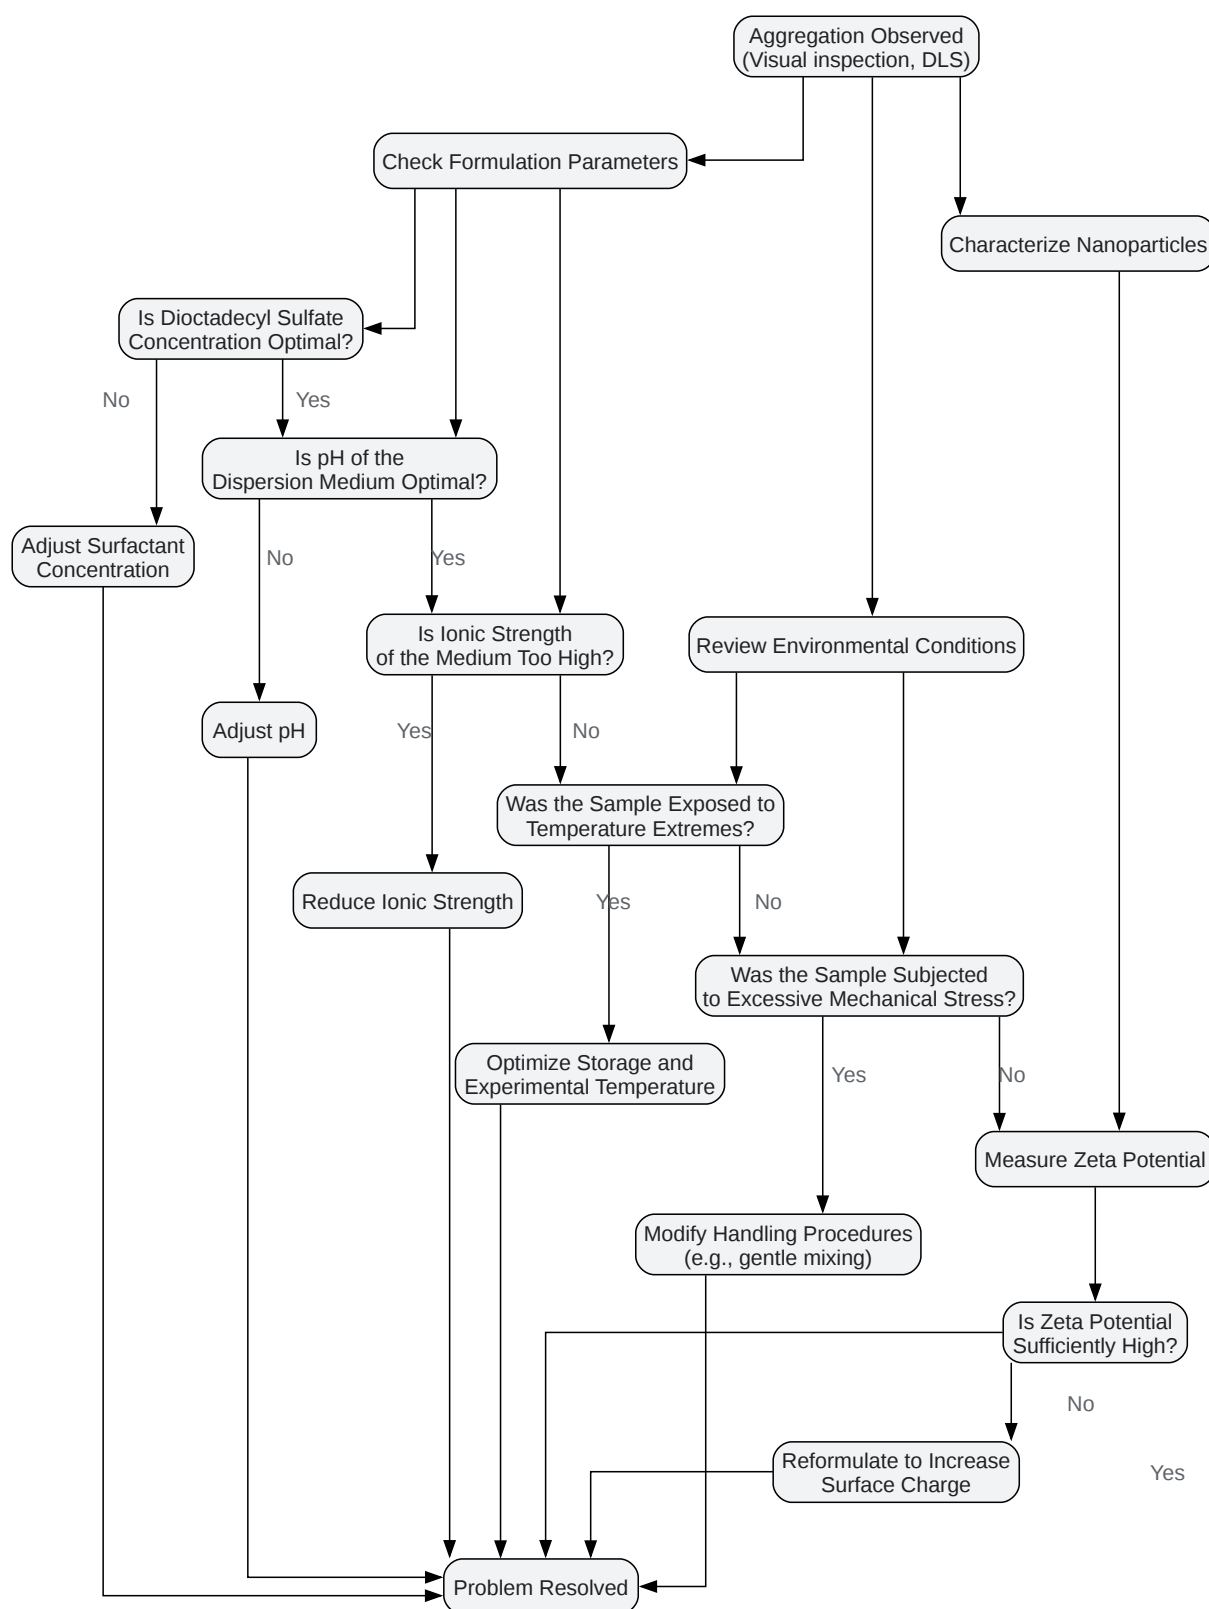 Aggregation Observed
(Visual inspection, DLS)
Check Formulation Parameters
Characterize Nanoparticles
Is Dioctadecyl Sulfate
Concentration Optimal?
No
Yes
Is pH of the
Dispersion Medium Optimal?
Adjust Surfactant
Concentration
No
Yes
Is Ionic Strength
of the Medium Too High?
Review Environmental Conditions
Adjust pH
Yes
No
Was the Sample Exposed to
Temperature Extremes?
Reduce Ionic Strength
Yes
No
Was the Sample Subjected
to Excessive Mechanical Stress?
Optimize Storage and
Experimental Temperature
Yes
No
Measure Zeta Potential
Modify Handling Procedures
(e.g., gentle mixing)
Is Zeta Potential
Sufficiently High?
No
Reformulate to Increase
Surface Charge
Yes
Problem Resolved